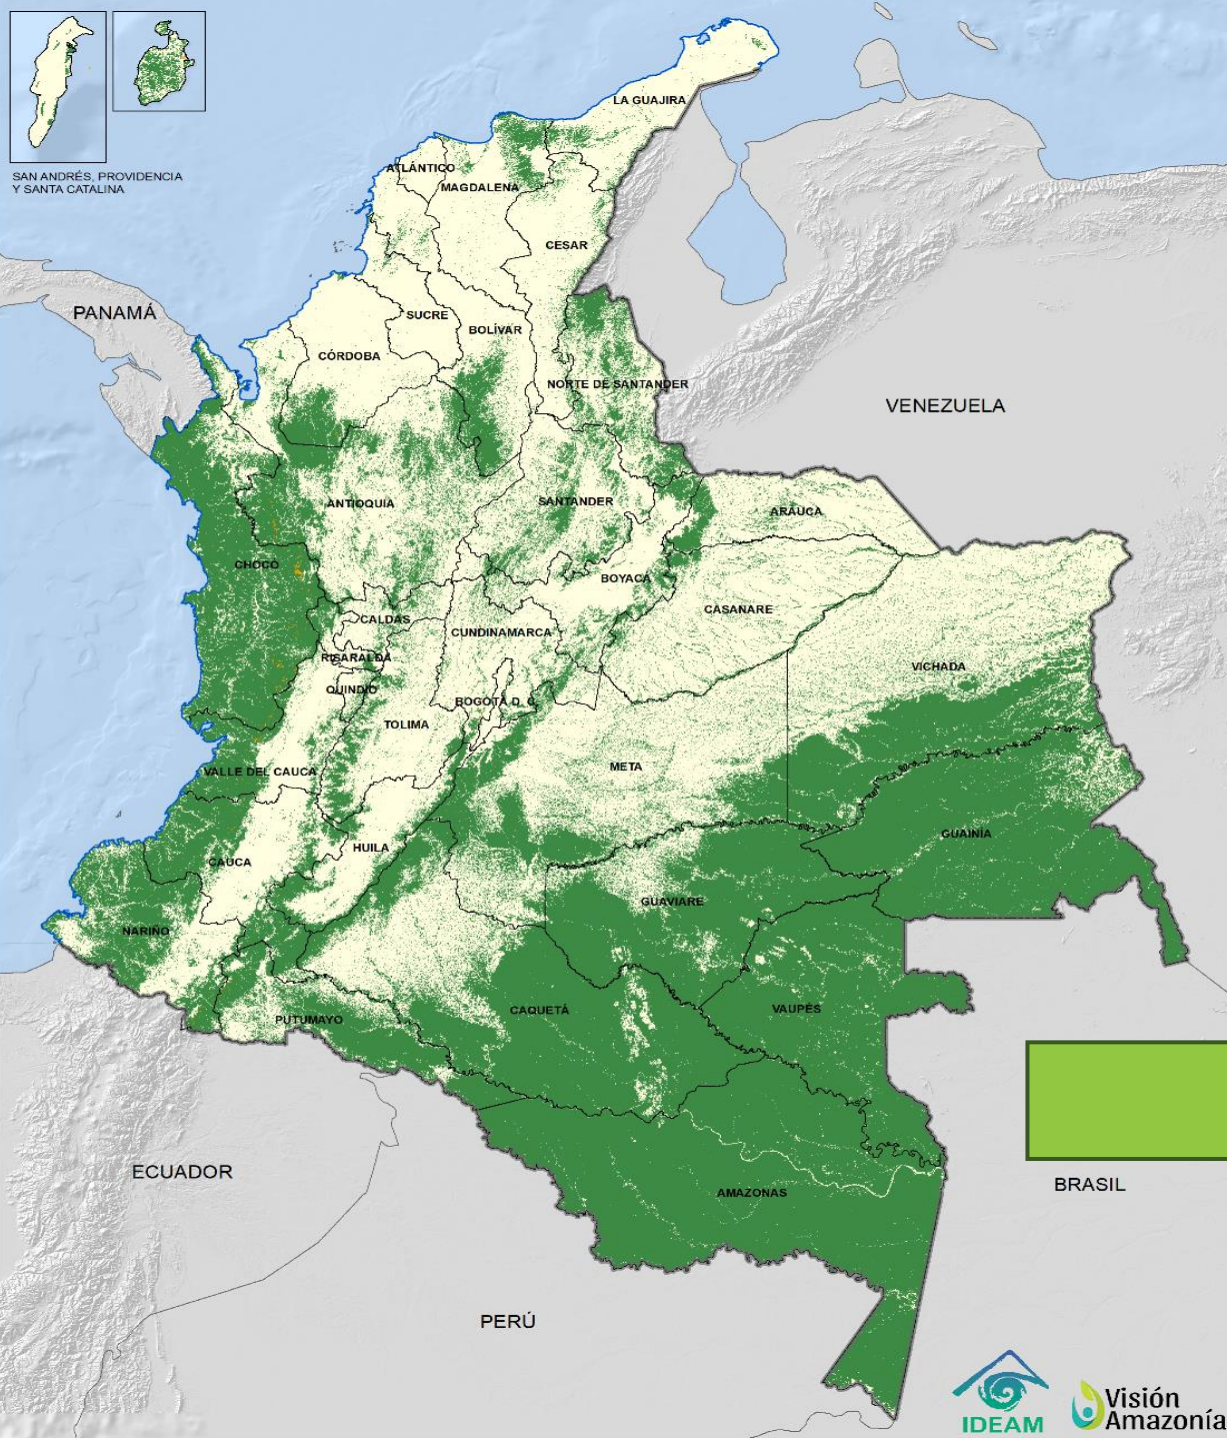 SAN ANDRÉS, PROVIDENCIA
Y SANTA CATALINA
LA GUAJIRA
ATLÁNTICO
MAGDALENA
CESAR
PANAMÁ
SUCRE
BOLÍVAR
CÓRDOBA
NORTE DE SANTANDER
VENEZUELA
ANTIOQUIA
SANTANDER
ARAUCA
CHOCÓ
BOYACÁ
CASANARE
CALDAS
CUNDINAMARCA
RISARALDA
VICHADA
QUINDIO
BOGOTÁ D. C.
TOLIMA
VALLE DEL CAUCA
META
GUAINÍA
HUILA
CAUCA
GUAVIARE
NARIÑO
CAQUETÁ
VAUPÉS
PUTUMAYO
ECUADOR
BRASIL
AMAZONAS
PERÚ
IDEAM
Visión
Amazonía